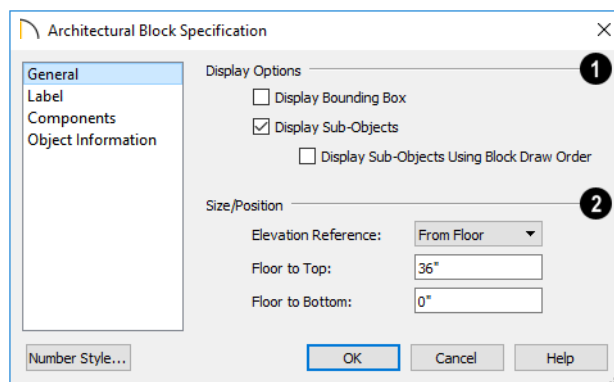 Architectural Block Specification
General
Label
Components
Object Information
Display Options
1
Display Bounding Box
Display Sub-Objects
Display Sub-Objects Using Block Draw Order
Size/Position
2
Elevation Reference: From Floor
Floor to Top: 36"
Floor to Bottom: 0"
Number Style... OK Cancel Help